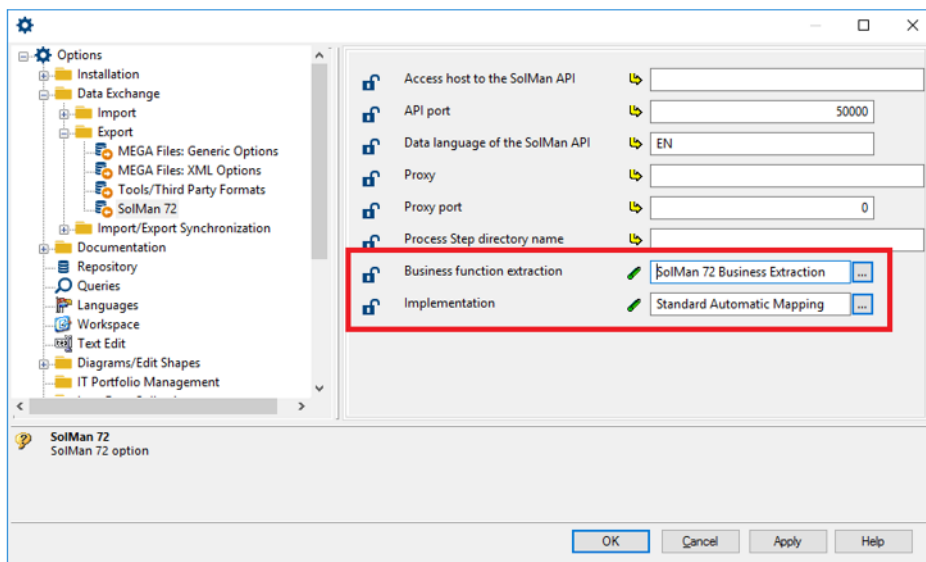 Options
Installation
Data Exchange
Import
Export
MEGA Files: Generic Options
MEGA Files: XML Options
Tools/Third Party Formats
SolMan 72
Import/Export Synchronization
Documentation
Repository
Queries
Languages
Workspace
Text Edit
Diagrams/Edit Shapes
IT Portfolio Management
Access host to the SolMan API
API port 50000
Data language of the SolMan API EN
Proxy
Proxy port 0
Process Step directory name
Business function extraction SolMan 72 Business Extraction ...
Implementation Standard Automatic Mapping ...
SolMan 72
SolMan 72 option
OK Cancel Apply Help